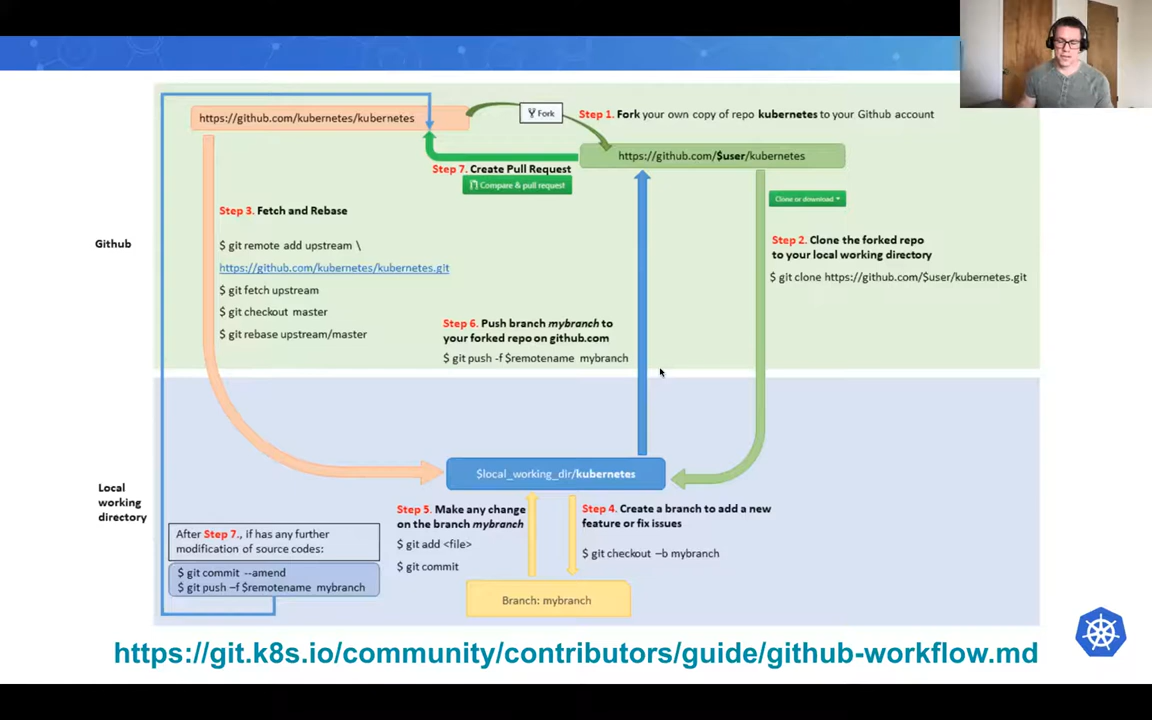 https://github.com/kubernetes/kubernetes
Fork
Step 1. Fork your own copy of repo kubernetes to your Github account
https://github.com/$user/kubernetes
Step 7. Create Pull Request
Compare & pull request
Clone or download
Step 3. Fetch and Rebase
$ git remote add upstream \
https://github.com/kubernetes/kubernetes.git
$ git fetch upstream
$ git checkout master
$ git rebase upstream/master
Github
Step 2. Clone the forked repo
to your local working directory
$ git clone https://github.com/$user/kubernetes.git
Step 6. Push branch mybranch to
your forked repo on github.com
$ git push -f $remotename mybranch
$local_working_dir/kubernetes
Local
working
directory
Step 5. Make any change
on the branch mybranch
$ git add <file>
$ git commit
Step 4. Create a branch to add a new
feature or fix issues
$ git checkout –b mybranch
After Step 7., if has any further
modification of source codes:
$ git commit --amend
$ git push –f $remotename mybranch
Branch: mybranch
https://git.k8s.io/community/contributors/guide/github-workflow.md